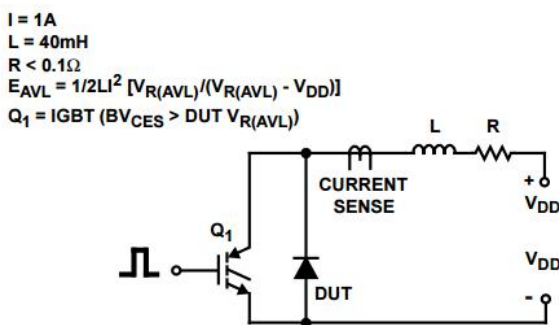 I = 1A
L = 40mH
R < 0.1Ω
E_AVL = 1/2LI² [V_R(AVL)/(V_R(AVL) - V_DD)]
Q₁ = IGBT (BV_CES > DUT V_R(AVL))
L
R
CURRENT
SENSE
+
V_DD
Q₁
V_DD
DUT
-